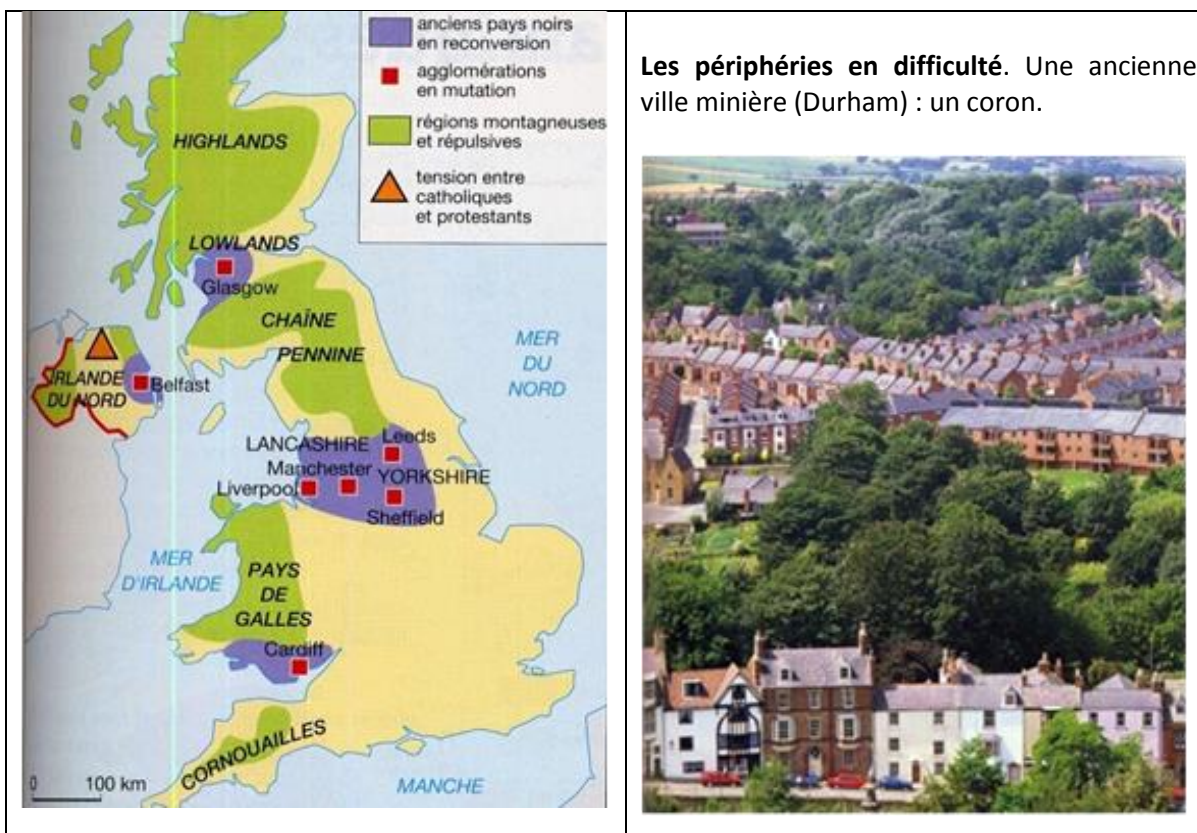 anciens pays noirs
en reconversion
agglomérations
en mutation
régions montagneuses
et répulsives
tension entre
catholiques
et protestants
HIGHLANDS
LOWLANDS
Glasgow
CHAÎNE
PENNINE
MER
DU
NORD
IRLANDE
DU NORD
Belfast
LANCASHIRE
Leeds
Manchester
YORKSHIRE
Liverpool
Sheffield
MER
D'IRLANDE
PAYS
DE
GALLES
Cardiff
CORNOUAILLES
0 100 km
MANCHE
Les périphéries en difficulté. Une ancienne
ville minière (Durham) : un coron.